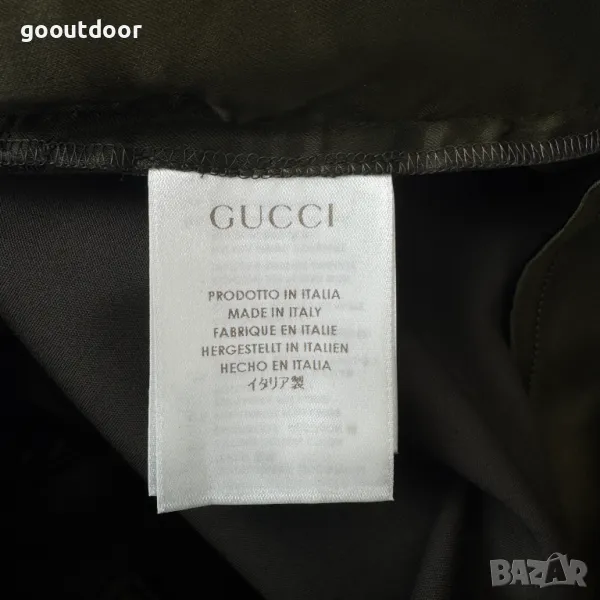 gooutdoor
GUCCI
PRODOTTO IN ITALIA
MADE IN ITALY
FABRIQUE EN ITALIE
HERGESTELLT IN ITALIEN
HECHO EN ITALIA
イタリア製
BAZAR